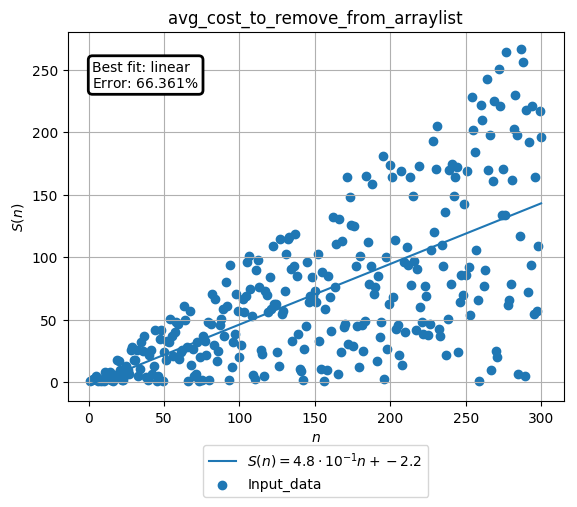 avg_cost_to_remove_from_arraylist
Best fit: linear
Error: 66.361%
250
200
150
100
50
0
S(n)
0 50 100 150 200 250 300
n
S(n) = 4.8 · 10⁻¹n + −2.2
Input_data